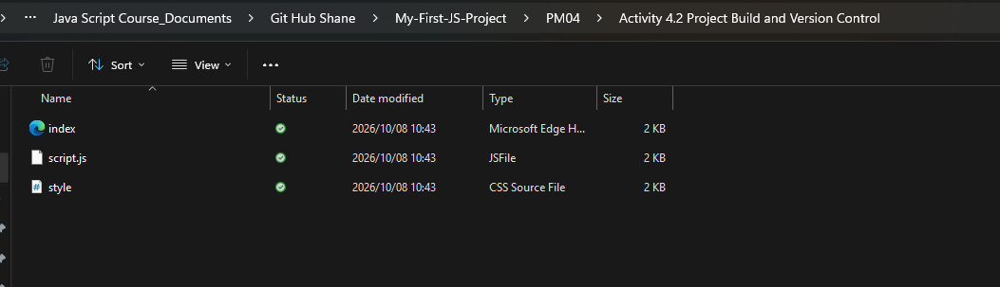 ··· Java Script Course_Documents > Git Hub Shane > My-First-JS-Project > PM04 > Activity 4.2 Project Build and Version Control
Sort View ···
Name Status Date modified Type Size
index 2026/10/08 10:43 Microsoft Edge H... 2 KB
script.js 2026/10/08 10:43 JSFile 2 KB
style 2026/10/08 10:43 CSS Source File 2 KB